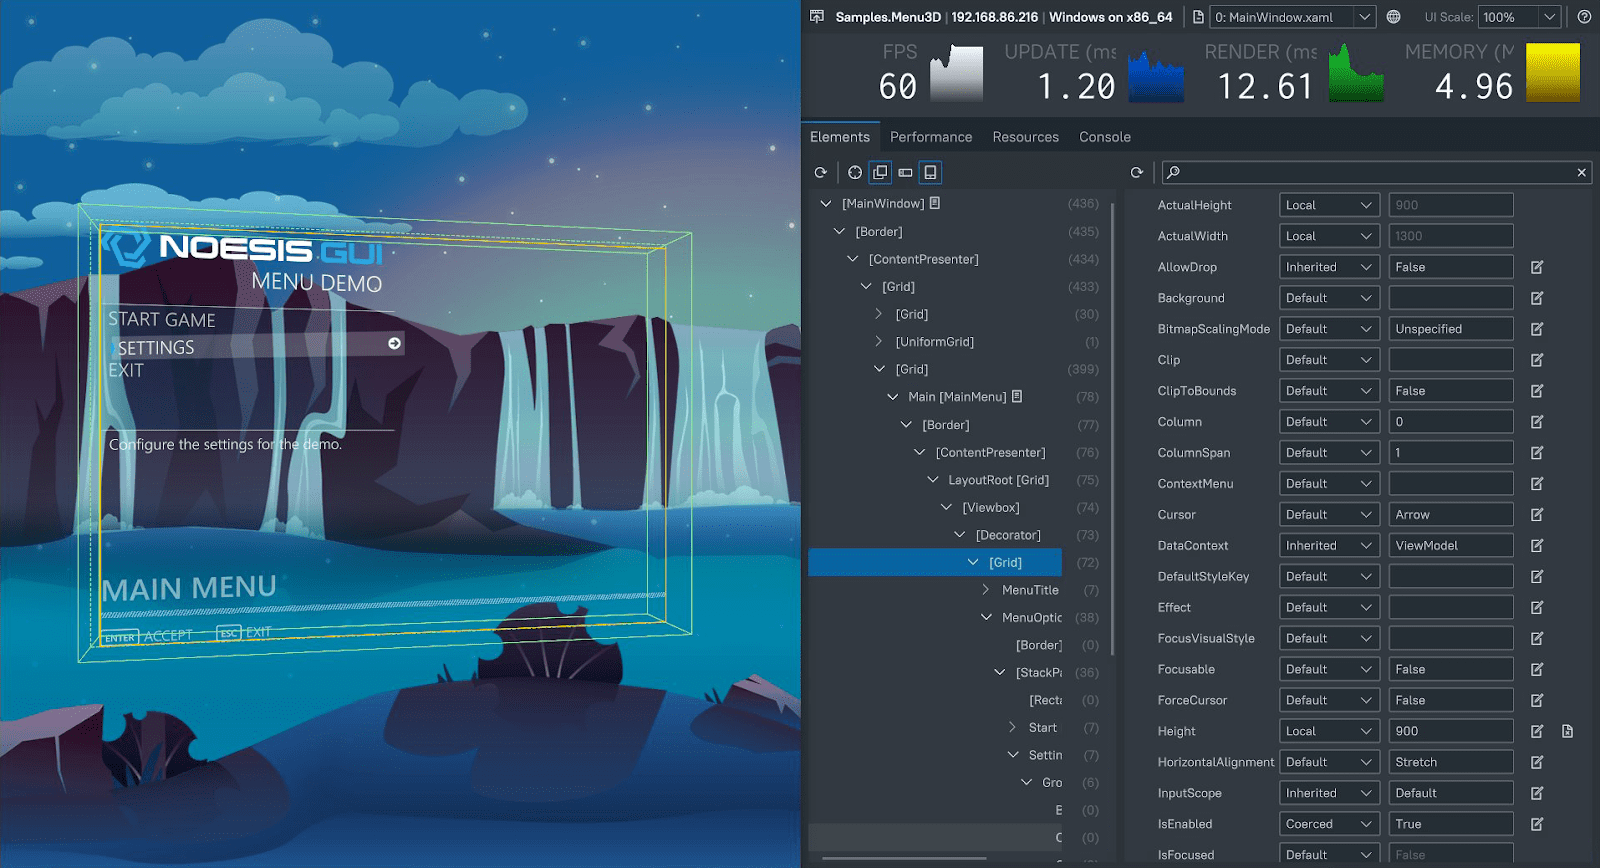 NOESIS GUI
MENU DEMO
START GAME
SETTINGS
EXIT
Configure the settings for the demo.
MAIN MENU
ENTER ACCEPT ESC EXIT
Samples.Menu3D | 192.168.86.216 | Windows on x86_64
0: MainWindow.xaml
UI Scale: 100%
FPS
60
UPDATE (ms
1.20
RENDER (ms
12.61
MEMORY (M
4.96
Elements Performance Resources Console
[MainWindow] (436)
[Border] (435)
[ContentPresenter] (434)
[Grid] (433)
[Grid] (30)
[UniformGrid] (1)
[Grid] (399)
Main [MainMenu] (78)
[Border] (77)
[ContentPresenter] (76)
LayoutRoot [Grid] (75)
[Viewbox] (74)
[Decorator] (73)
[Grid] (72)
MenuTitle (7)
MenuOptic (38)
[Border] (0)
[StackPa (36)
[Recta (0)
Start (7)
Settin (7)
Gro (6)
B (0)
C (0)
ActualHeight Local 900
ActualWidth Local 1300
AllowDrop Inherited False
Background Default
BitmapScalingMode Default Unspecified
Clip Default
ClipToBounds Default False
Column Default 0
ColumnSpan Default 1
ContextMenu Default
Cursor Default Arrow
DataContext Inherited ViewModel
DefaultStyleKey Default
Effect Default
FocusVisualStyle Default
Focusable Default False
ForceCursor Default False
Height Local 900
HorizontalAlignment Default Stretch
InputScope Inherited Default
IsEnabled Coerced True
IsFocused Default False